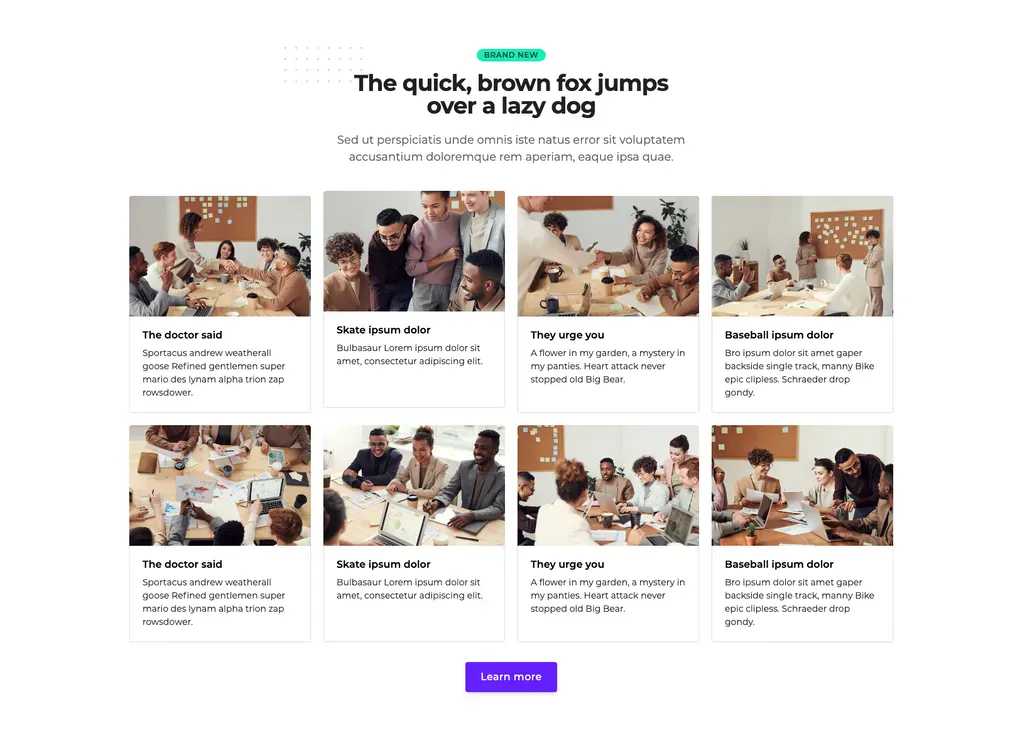 BRAND NEW
The quick, brown fox jumps
over a lazy dog
Sed ut perspiciatis unde omnis iste natus error sit voluptatem
accusantium doloremque rem aperiam, eaque ipsa quae.
The doctor said
Sportacus andrew weatherall
goose Refined gentlemen super
mario des lynam alpha trion zap
rowsdower.
Skate ipsum dolor
Bulbasaur Lorem ipsum dolor sit
amet, consectetur adipiscing elit.
They urge you
A flower in my garden, a mystery in
my panties. Heart attack never
stopped old Big Bear.
Baseball ipsum dolor
Bro ipsum dolor sit amet gaper
backside single track, manny Bike
epic clipless. Schraeder drop
gondy.
The doctor said
Sportacus andrew weatherall
goose Refined gentlemen super
mario des lynam alpha trion zap
rowsdower.
Skate ipsum dolor
Bulbasaur Lorem ipsum dolor sit
amet, consectetur adipiscing elit.
They urge you
A flower in my garden, a mystery in
my panties. Heart attack never
stopped old Big Bear.
Baseball ipsum dolor
Bro ipsum dolor sit amet gaper
backside single track, manny Bike
epic clipless. Schraeder drop
gondy.
Learn more